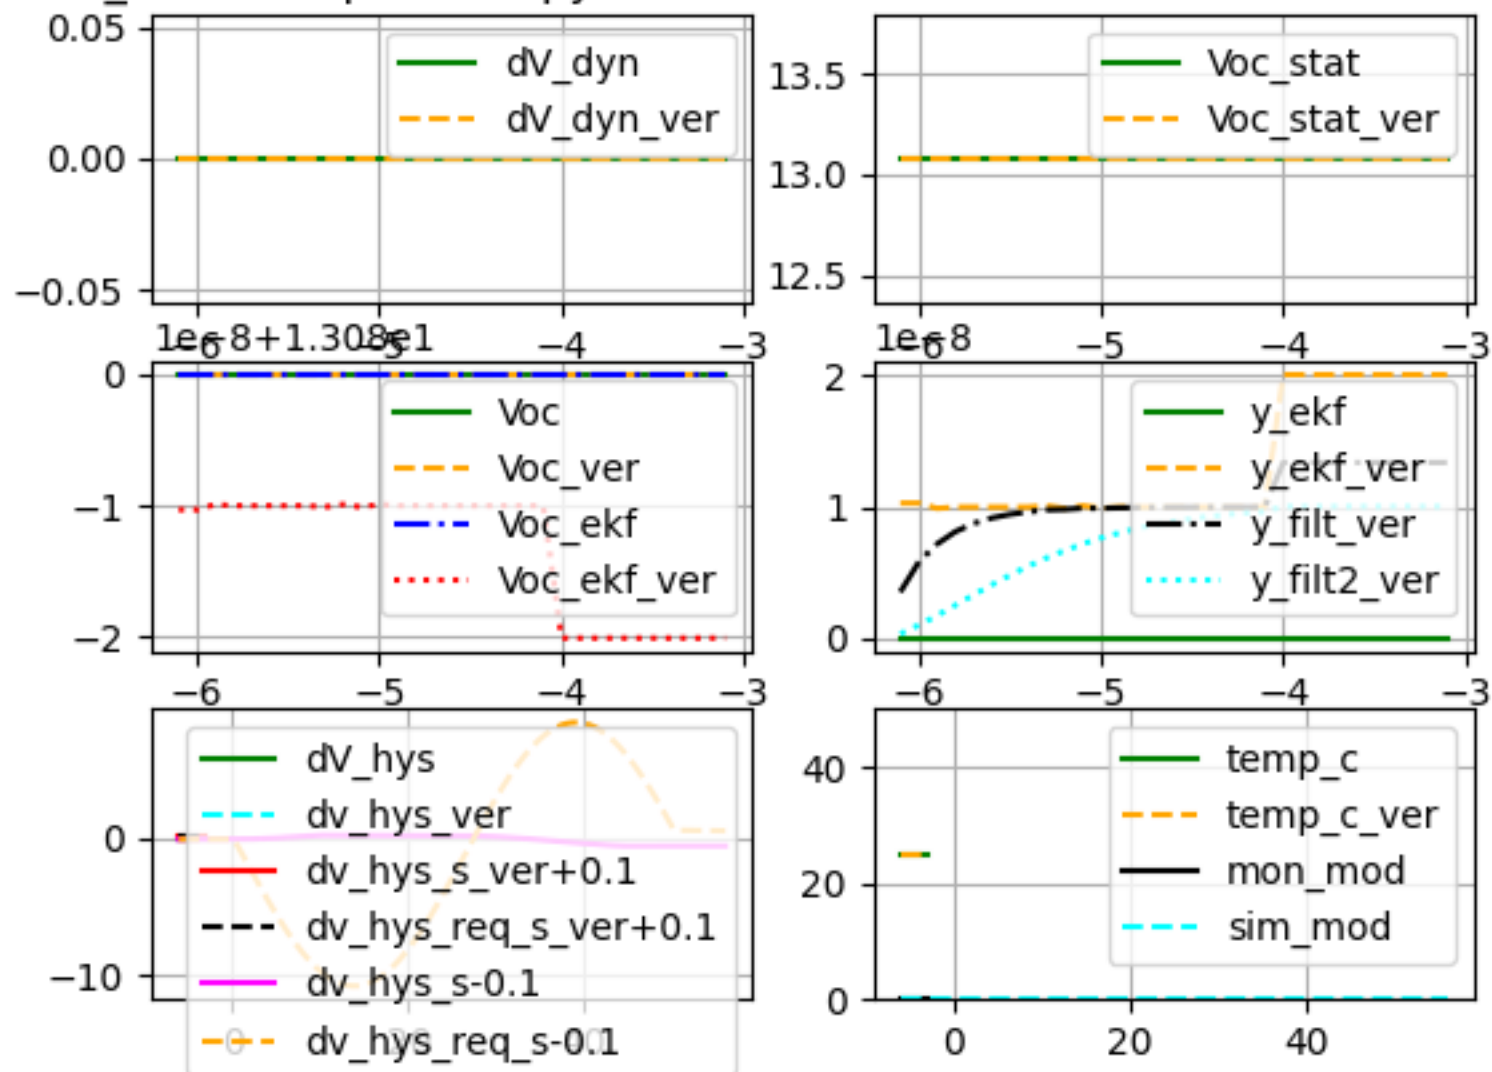 0.05
0.00
−0.05
dV_dyn
dV_dyn_ver
13.5
13.0
12.5
Voc_stat
Voc_stat_ver
−6
−5
−4
−3
−6
−5
−4
−3
1e−8+1.308e1
0
−1
−2
Voc
Voc_ver
Voc_ekf
Voc_ekf_ver
1e−8
2
1
0
y_ekf
y_ekf_ver
y_filt_ver
y_filt2_ver
−6
−5
−4
−3
−6
−5
−4
−3
0
−10
dV_hys
dv_hys_ver
dv_hys_s_ver+0.1
dv_hys_req_s_ver+0.1
dv_hys_s-0.1
dv_hys_req_s-0.1
0
40
20
0
temp_c
temp_c_ver
mon_mod
sim_mod
0
20
40